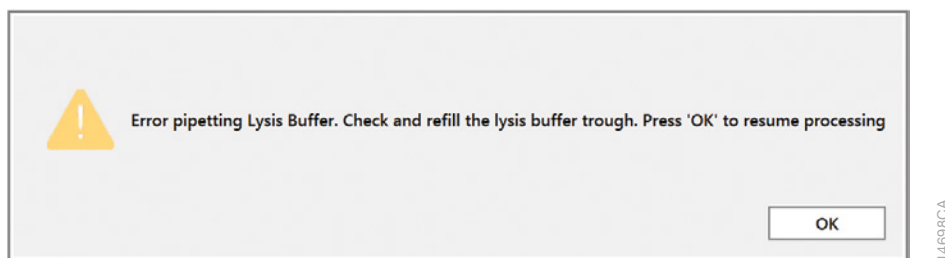 Error pipetting Lysis Buffer. Check and refill the lysis buffer trough. Press 'OK' to resume processing
OK